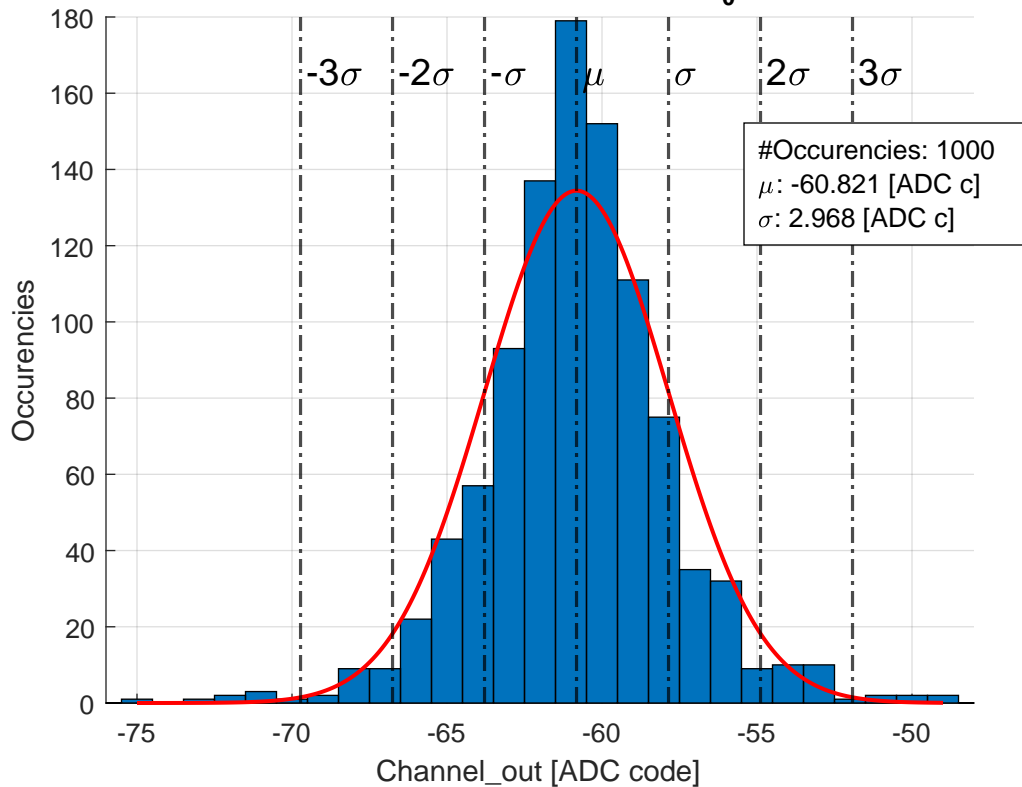 180
160
140
120
100
80
60
40
20
0
Occurencies
-3σ
-2σ
-σ
μ
σ
2σ
3σ
#Occurencies: 1000
μ: -60.821 [ADC c]
σ: 2.968 [ADC c]
-75
-70
-65
-60
-55
-50
Channel_out [ADC code]